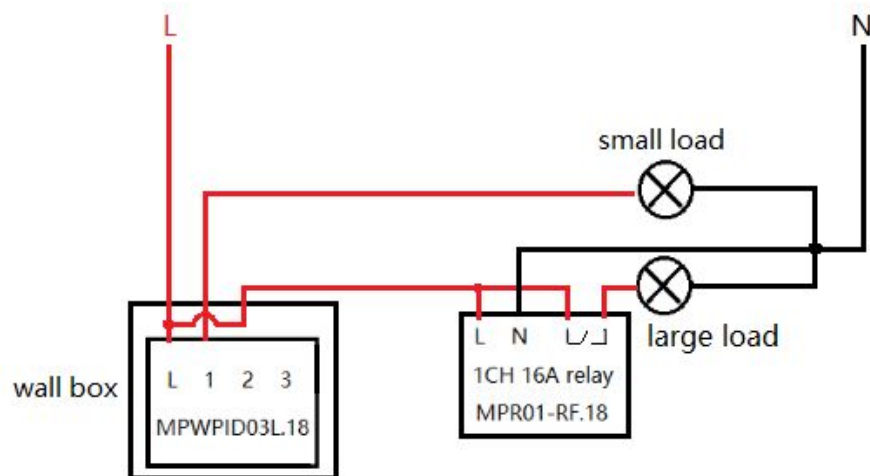 L
N
small load
large load
wall box
L 1 2 3
MPWPID03L.18
L N
1CH 16A relay
MPR01-RF.18